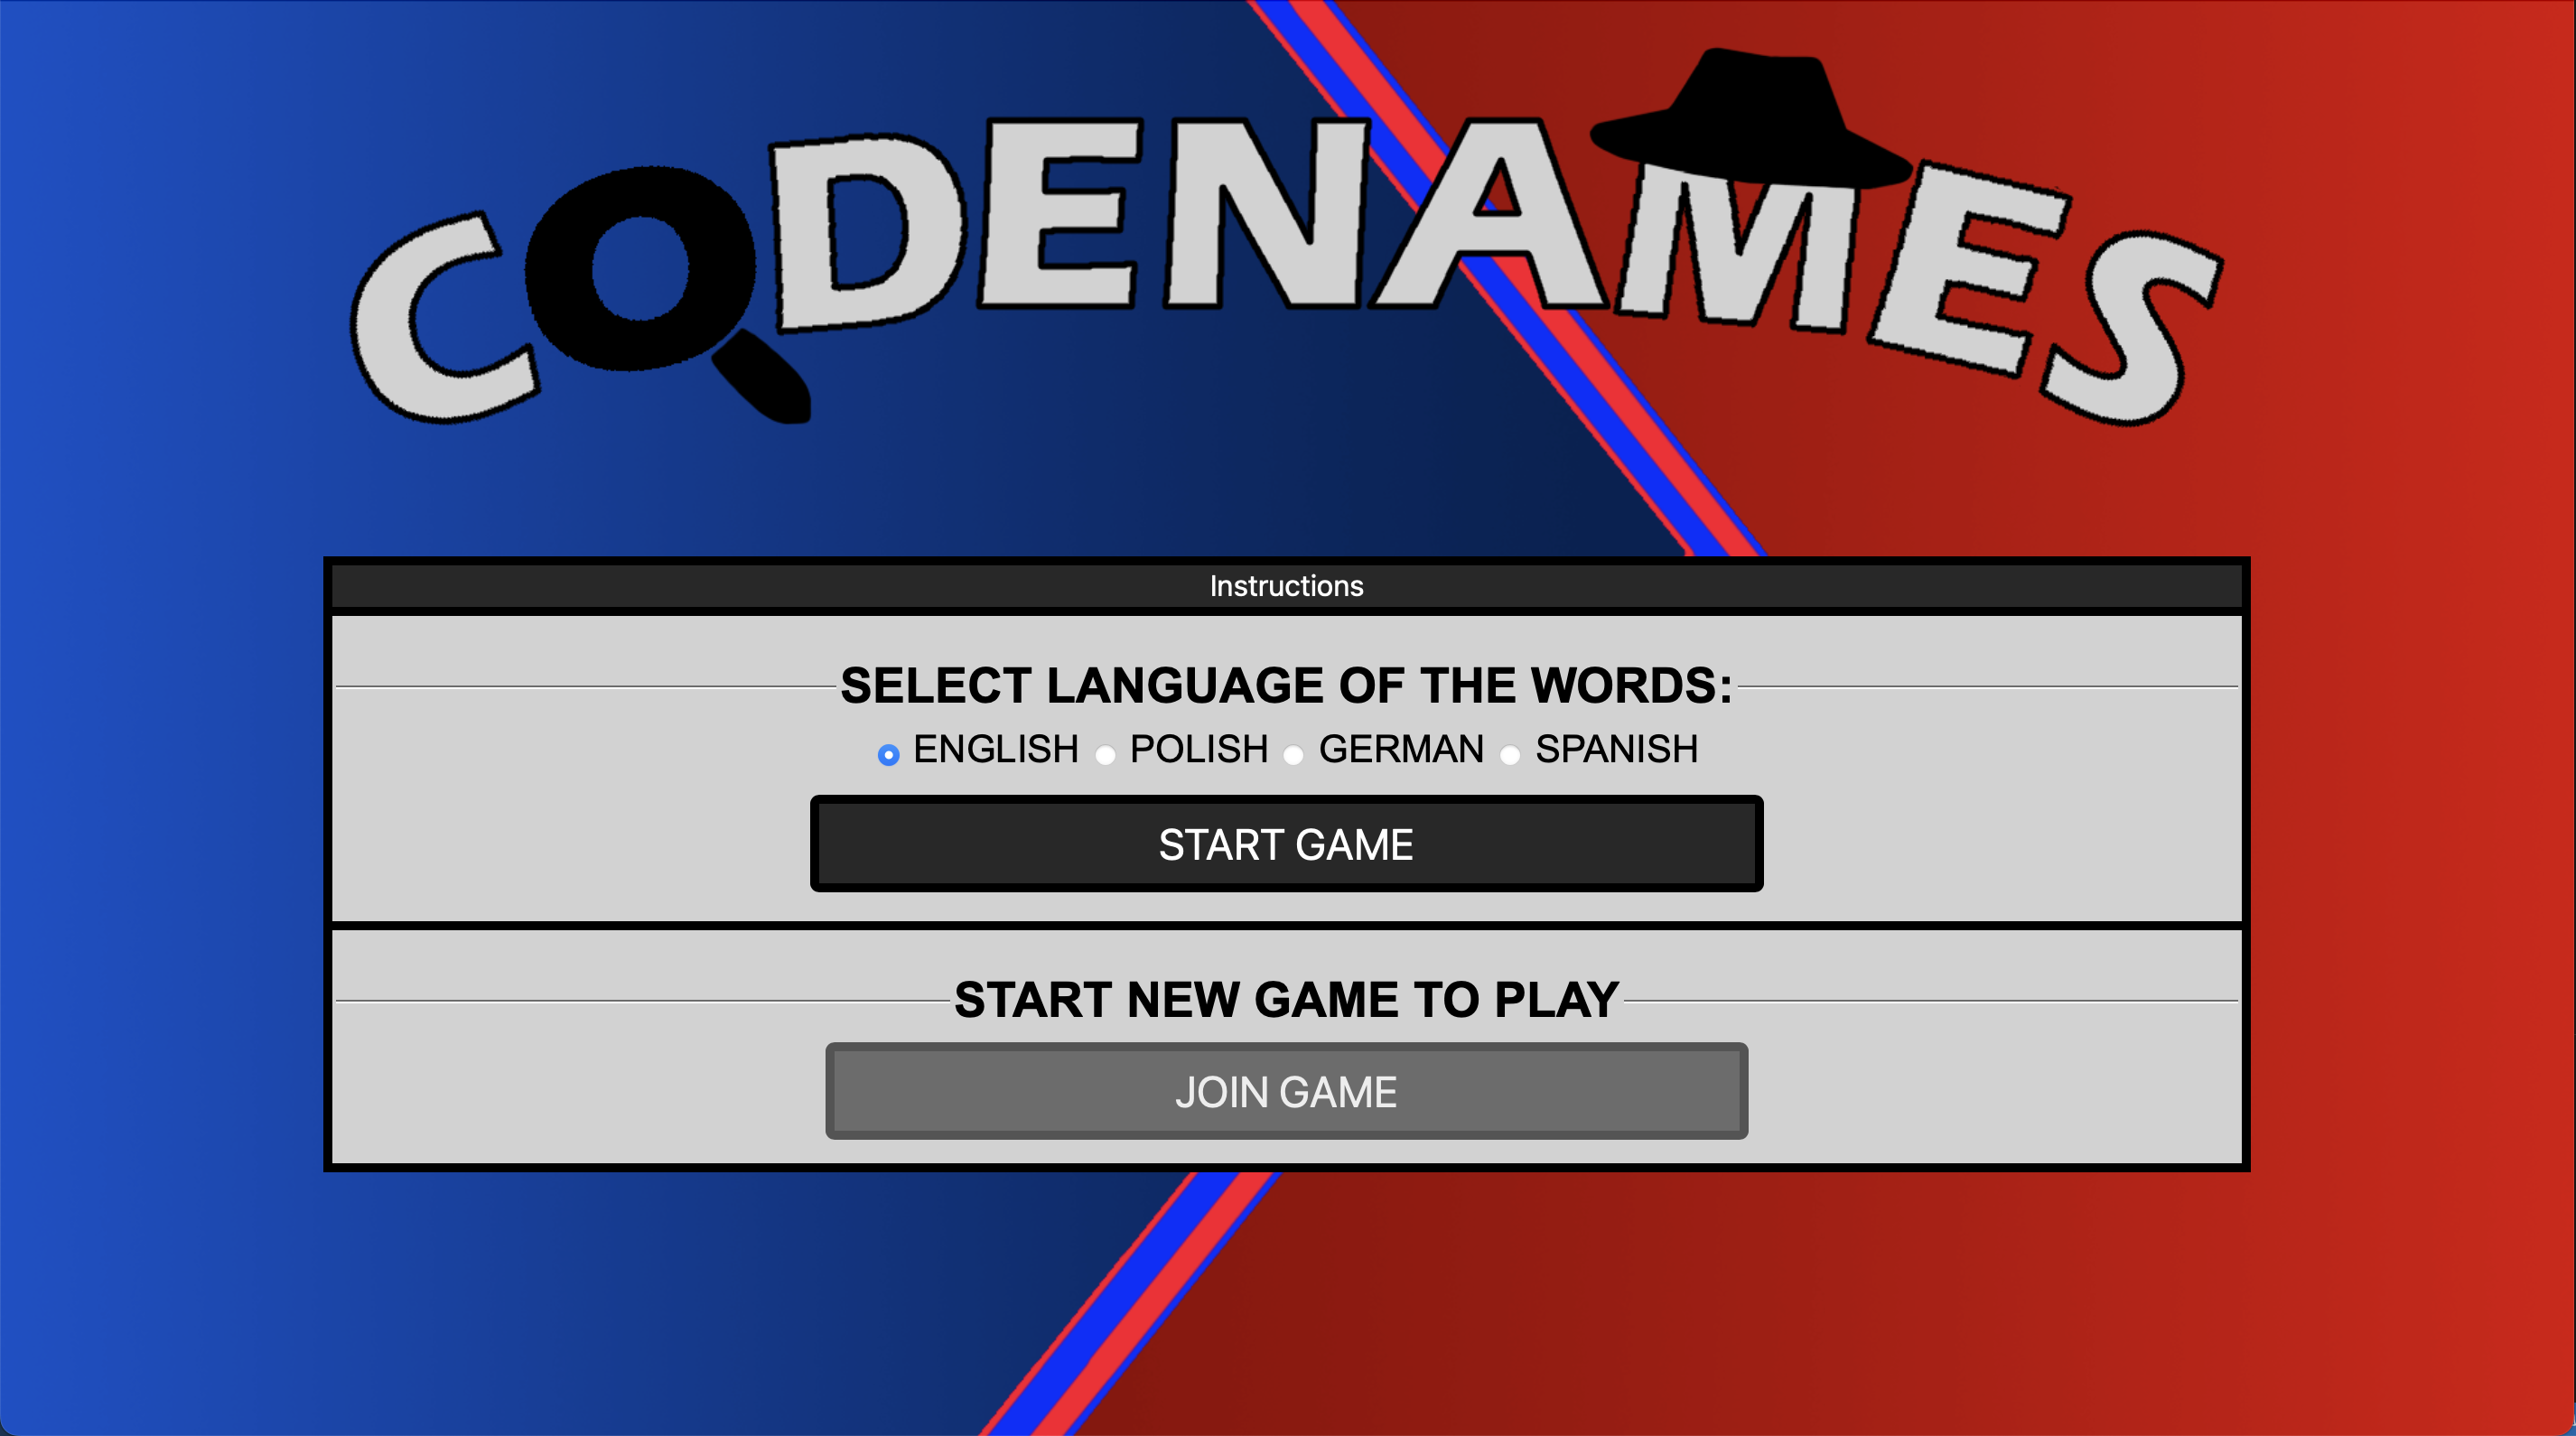 CODENAMES
Instructions
SELECT LANGUAGE OF THE WORDS:
ENGLISH POLISH GERMAN SPANISH
START GAME
START NEW GAME TO PLAY
JOIN GAME